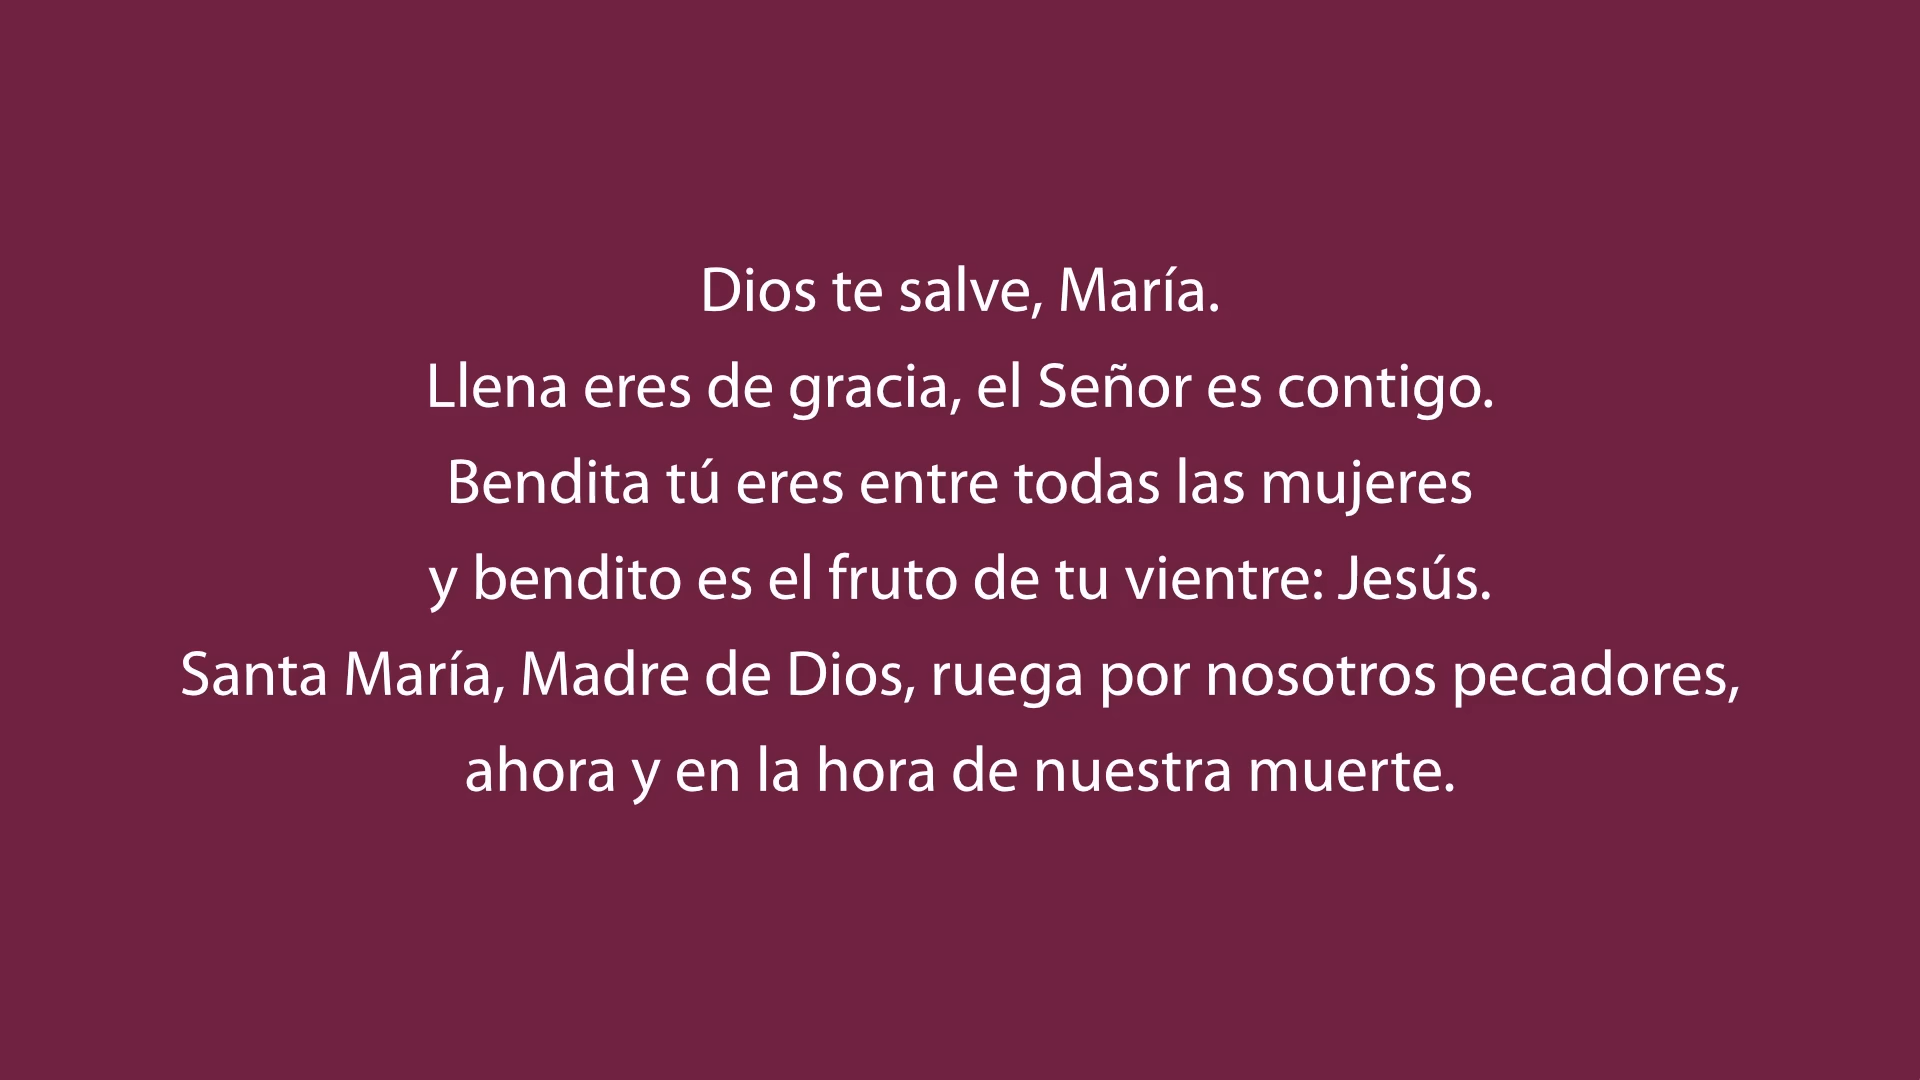 Dios te salve, María.
Llena eres de gracia, el Señor es contigo.
Bendita tú eres entre todas las mujeres
y bendito es el fruto de tu vientre: Jesús.
Santa María, Madre de Dios, ruega por nosotros pecadores,
ahora y en la hora de nuestra muerte.